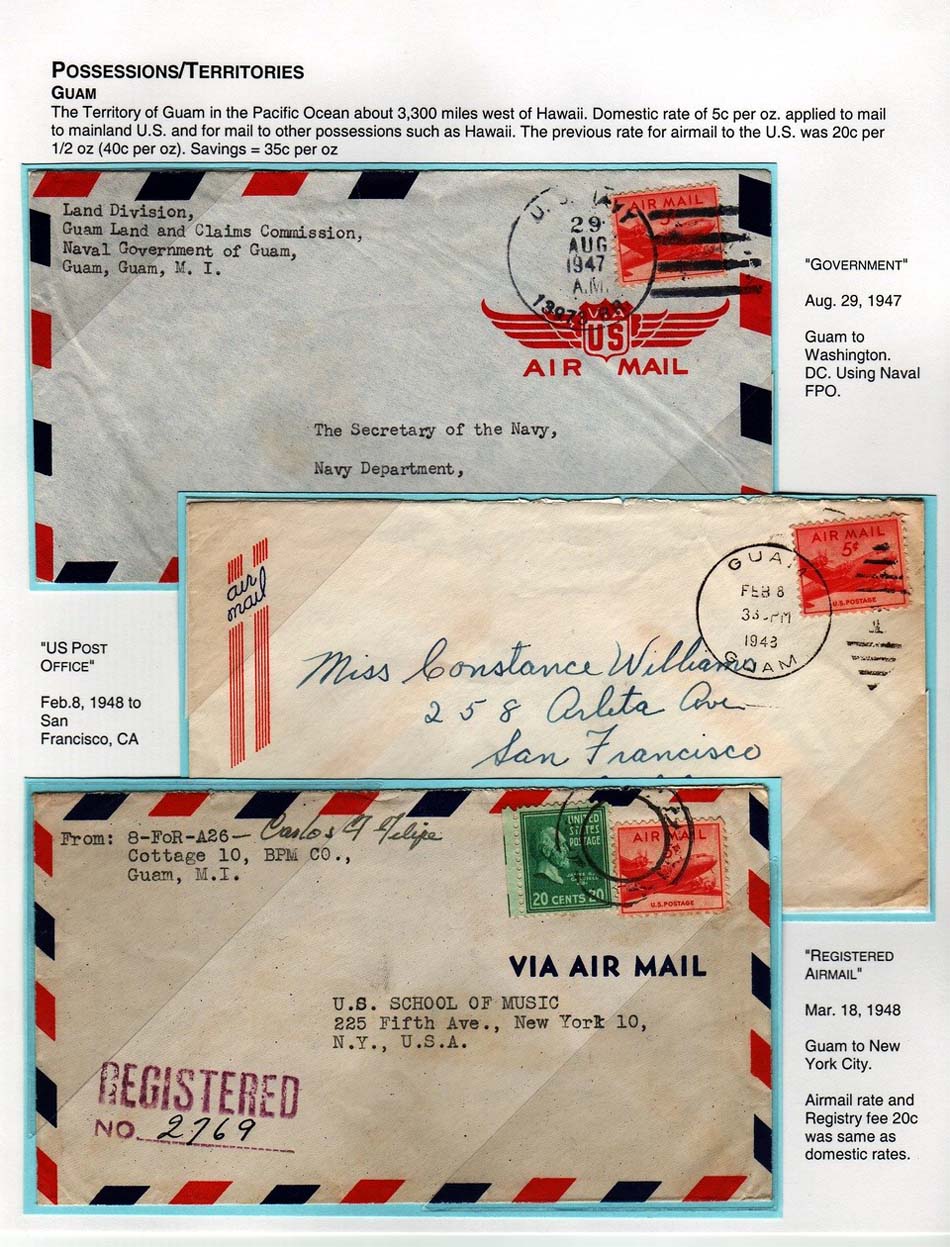 POSSESSIONS/TERRITORIES
GUAM
The Territory of Guam in the Pacific Ocean about 3,300 miles west of Hawaii. Domestic rate of 5c per oz. applied to mail
to mainland U.S. and for mail to other possessions such as Hawaii. The previous rate for airmail to the U.S. was 20c per
1/2 oz (40c per oz). Savings = 35c per oz
Land Division,
Guam Land and Claims Commission,
Naval Government of Guam,
Guam, Guam, M. I.
U. S. NAVY
29
AUG
1947
A.M.
AIR MAIL
US
AIR MAIL
The Secretary of the Navy,
Navy Department,
"GOVERNMENT"
Aug. 29, 1947
Guam to
Washington.
DC. Using Naval
FPO.
air
mail
GUAM
FEB 8
PM
1948
GUAM
AIR MAIL
5¢
U.S. POSTAGE
Miss Constance Williams
258 Arleta Ave
San Francisco
"US POST
OFFICE"
Feb.8, 1948 to
San
Francisco, CA
From: 8-FoR-A26- Carlos G Felipe
Cottage 10, BPM CO.,
Guam, M.I.
UNITED
STATES
POSTAGE
20 CENTS 20
AIR MAIL
U.S. POSTAGE
VIA AIR MAIL
U.S. SCHOOL OF MUSIC
225 Fifth Ave., New York 10,
N.Y., U.S.A.
REGISTERED
NO. 2769
"REGISTERED
AIRMAIL"
Mar. 18, 1948
Guam to New
York City.
Airmail rate and
Registry fee 20c
was same as
domestic rates.